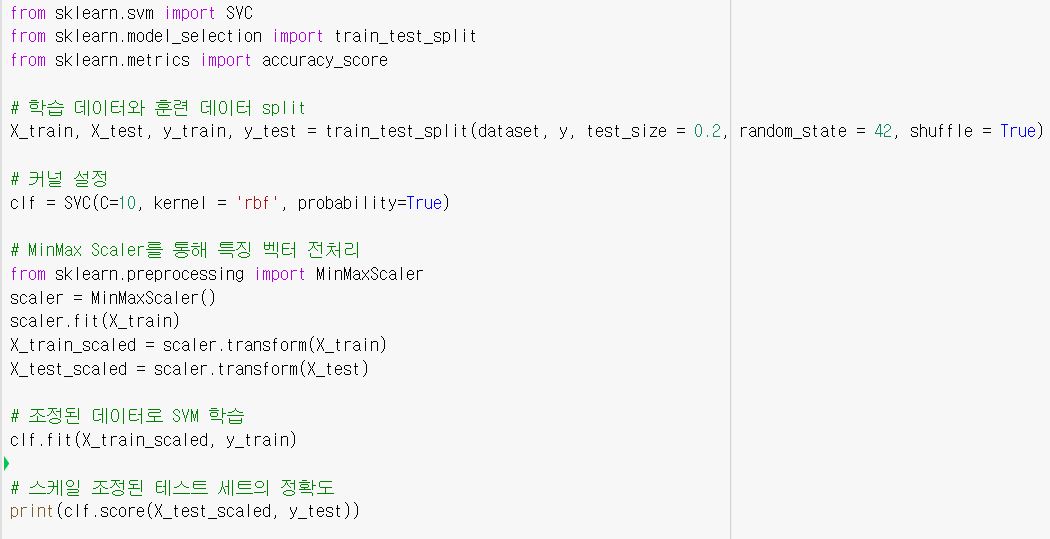 from sklearn.svm import SVC
from sklearn.model_selection import train_test_split
from sklearn.metrics import accuracy_score
# 학습 데이터와 훈련 데이터 split
X_train, X_test, y_train, y_test = train_test_split(dataset, y, test_size = 0.2, random_state = 42, shuffle = True)
# 커널 설정
clf = SVC(C=10, kernel = 'rbf', probability=True)
# MinMax Scaler를 통해 특징 벡터 전처리
from sklearn.preprocessing import MinMaxScaler
scaler = MinMaxScaler()
scaler.fit(X_train)
X_train_scaled = scaler.transform(X_train)
X_test_scaled = scaler.transform(X_test)
# 조정된 데이터로 SVM 학습
clf.fit(X_train_scaled, y_train)
# 스케일 조정된 테스트 세트의 정확도
print(clf.score(X_test_scaled, y_test))